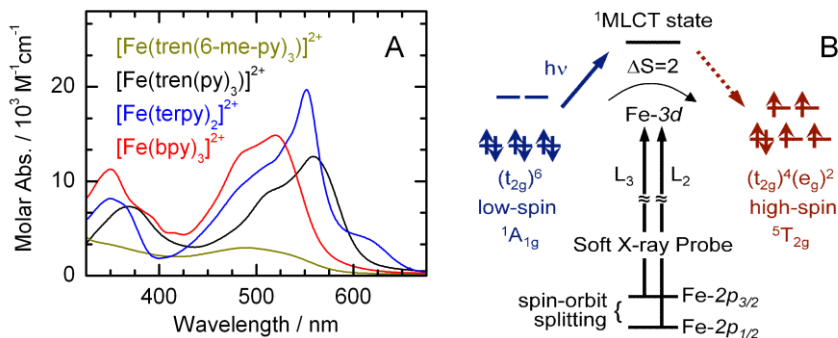 A
[Fe(tren(6-me-py)₃)]²⁺
[Fe(tren(py)₃)]²⁺
[Fe(terpy)₂]²⁺
[Fe(bpy)₃]²⁺
Molar Abs. / 10³ M⁻¹cm⁻¹
20
10
0
400
500
600
Wavelength / nm
B
¹MLCT state
hν
ΔS=2
Fe-3d
(t₂g)⁶
low-spin
¹A₁g
(t₂g)⁴(eg)²
high-spin
⁵T₂g
L₃
L₂
≈ ≈
Soft X-ray Probe
spin-orbit
splitting {
Fe-2p₃/₂
Fe-2p₁/₂